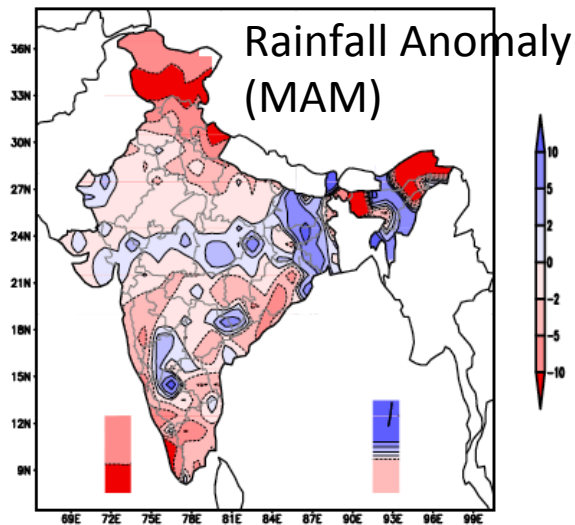 Rainfall Anomaly
(MAM)
36N
33N
30N
27N
24N
21N
18N
15N
12N
9N
69E 72E 75E 78E 81E 84E 87E 90E 93E 96E 99E
10
5
2
0
-2
-5
-10